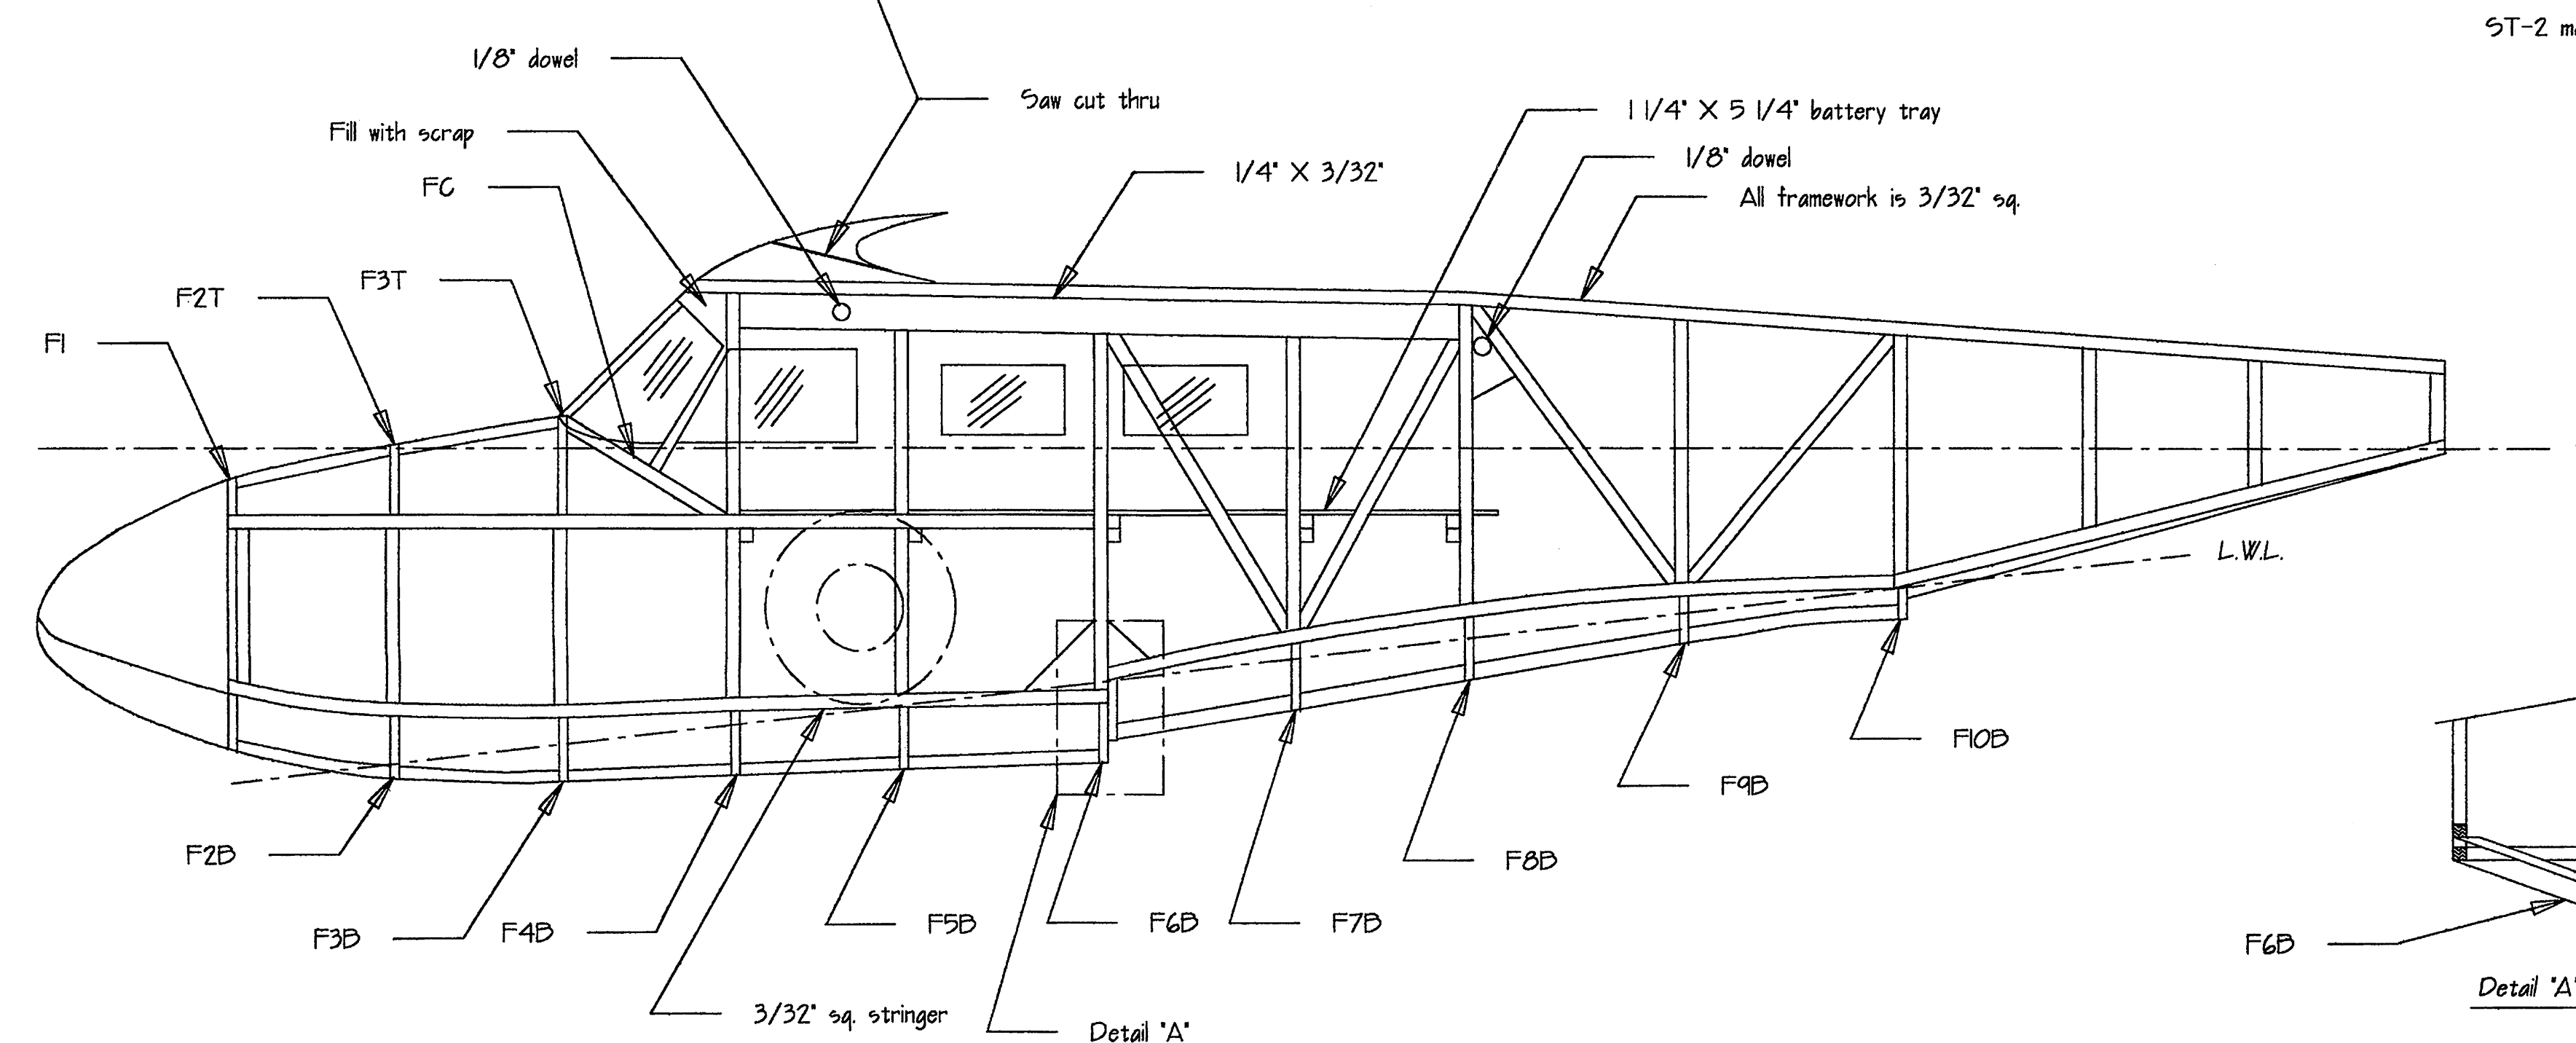 ST-2
1/8" dowel
Saw cut thru
1 1/4" X 5 1/4" battery tray
Fill with scrap
1/8" dowel
1/4" X 3/32"
FC
All framework is 3/32" sq.
F3T
F2T
F1
L.W.L.
F10B
F9B
F2B
F8B
F3B
F4B
F5B
F6B
F7B
F6B
Detail "A"
3/32" sq. stringer
Detail "A"